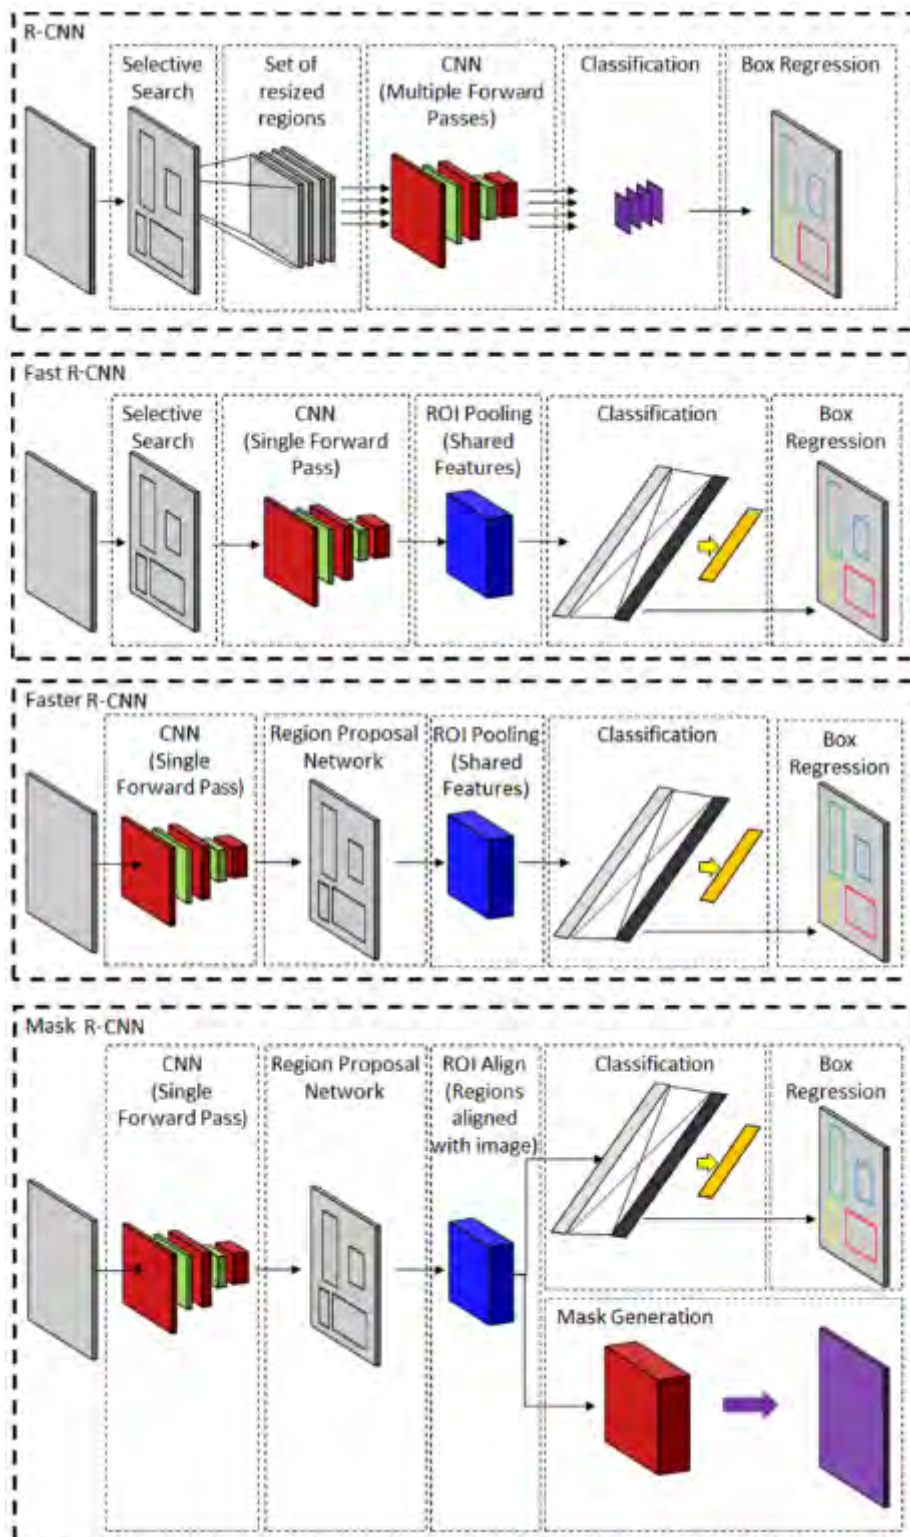 R-CNN
Selective
Search
Set of
resized
regions
CNN
(Multiple Forward
Passes)
Classification
Box Regression
Fast R-CNN
Selective
Search
CNN
(Single Forward
Pass)
ROI Pooling
(Shared
Features)
Classification
Box
Regression
Faster R-CNN
CNN
(Single
Forward Pass)
Region Proposal
Network
ROI Pooling
(Shared
Features)
Classification
Box
Regression
Mask R-CNN
CNN
(Single
Forward Pass)
Region Proposal
Network
ROI Align
(Regions
aligned
with image)
Classification
Box
Regression
Mask Generation